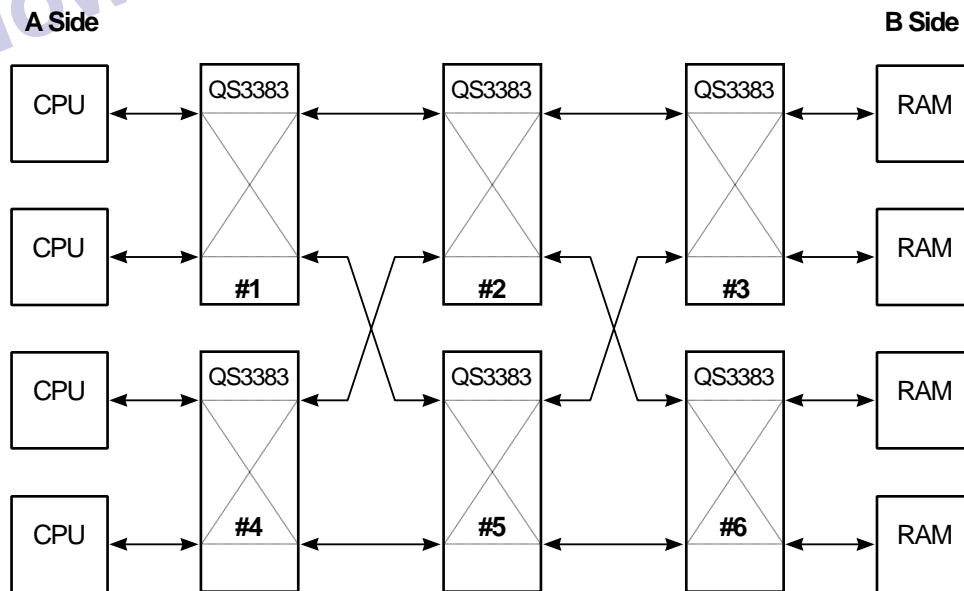 A Side
B Side
CPU
QS3383
QS3383
QS3383
RAM
CPU
#1
#2
#3
RAM
CPU
QS3383
QS3383
QS3383
RAM
CPU
#4
#5
#6
RAM